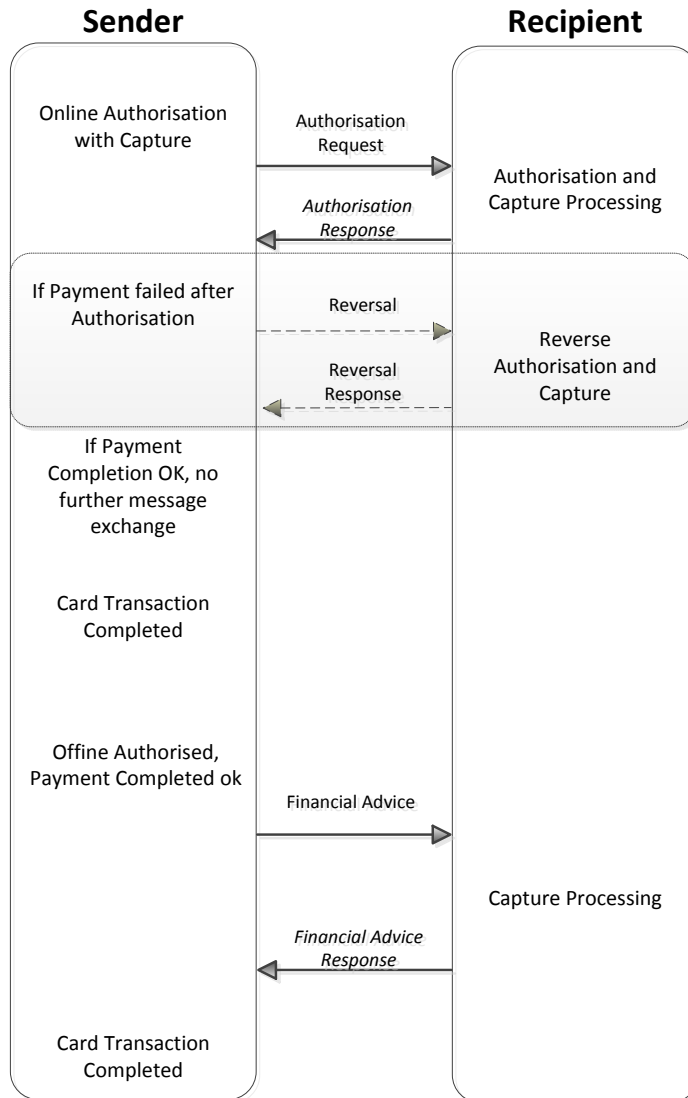 Sender
Recipient
Online Authorisation
with Capture
Authorisation
Request
Authorisation and
Capture Processing
Authorisation
Response
If Payment failed after
Authorisation
Reversal
Reverse
Authorisation and
Capture
Reversal
Response
If Payment
Completion OK, no
further message
exchange
Card Transaction
Completed
Offine Authorised,
Payment Completed ok
Financial Advice
Capture Processing
Financial Advice
Response
Card Transaction
Completed